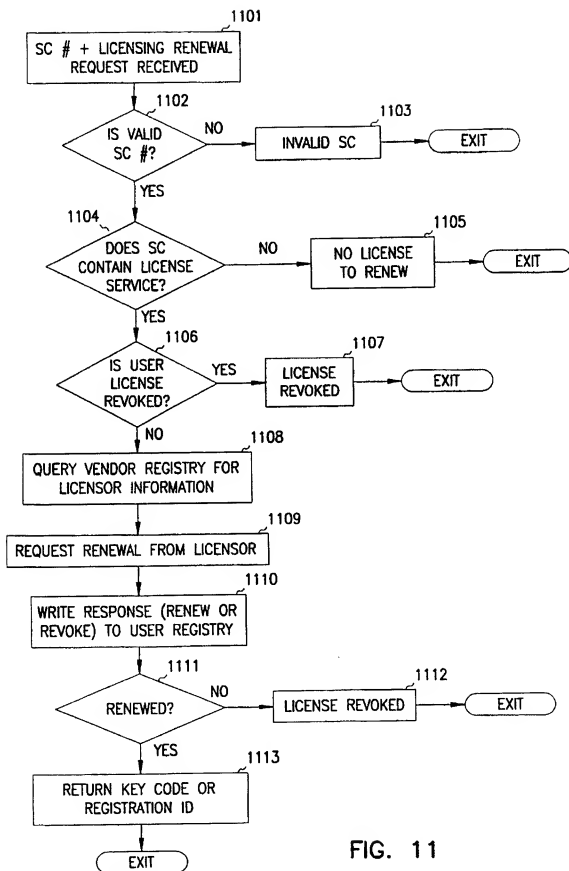 1101
SC # + LICENSING RENEWAL
REQUEST RECEIVED
1102
IS VALID
SC #?
NO
1103
INVALID SC
EXIT
YES
1104
DOES SC
CONTAIN LICENSE
SERVICE?
NO
1105
NO LICENSE
TO RENEW
EXIT
YES
1106
IS USER
LICENSE
REVOKED?
YES
1107
LICENSE
REVOKED
EXIT
NO
1108
QUERY VENDOR REGISTRY FOR
LICENSOR INFORMATION
1109
REQUEST RENEWAL FROM LICENSOR
1110
WRITE RESPONSE (RENEW OR
REVOKE) TO USER REGISTRY
1111
RENEWED?
NO
1112
LICENSE REVOKED
EXIT
YES
1113
RETURN KEY CODE OR
REGISTRATION ID
EXIT
FIG. 11